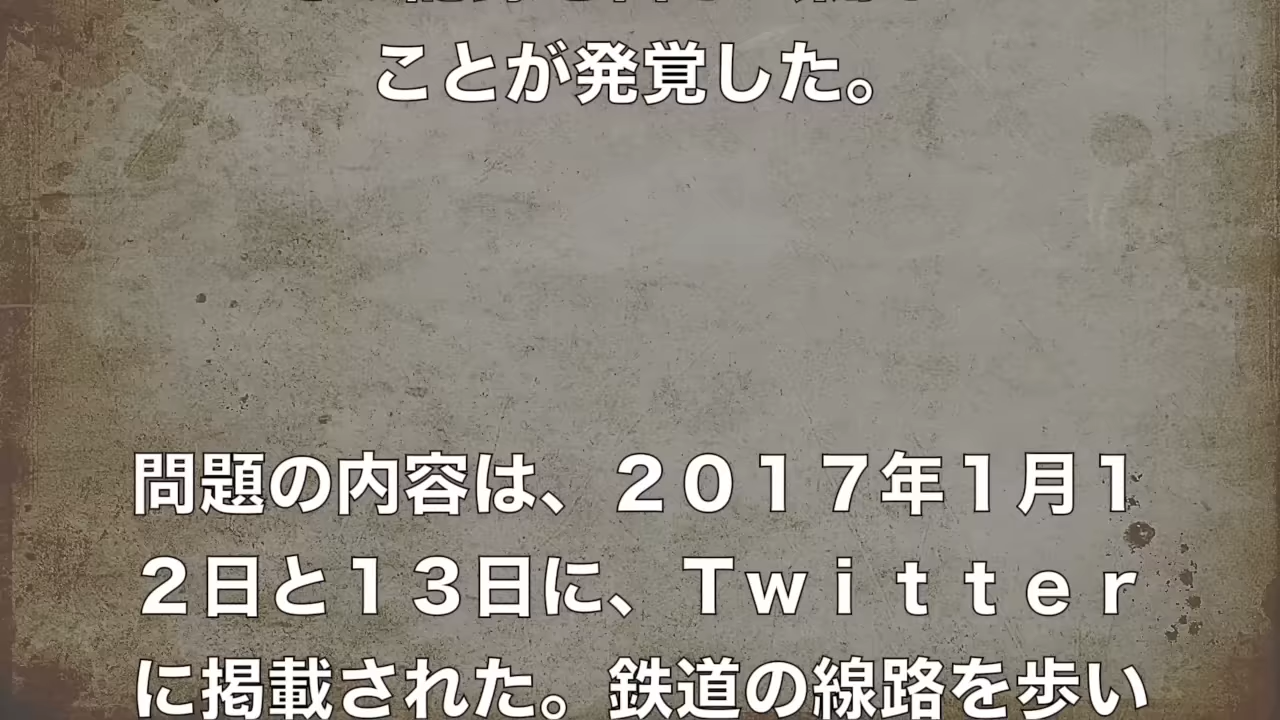 ことが発覚した。
問題の内容は、２０１７年１月１
２日と１３日に、Ｔｗｉｔｔｅｒ
に掲載された。鉄道の線路を歩い